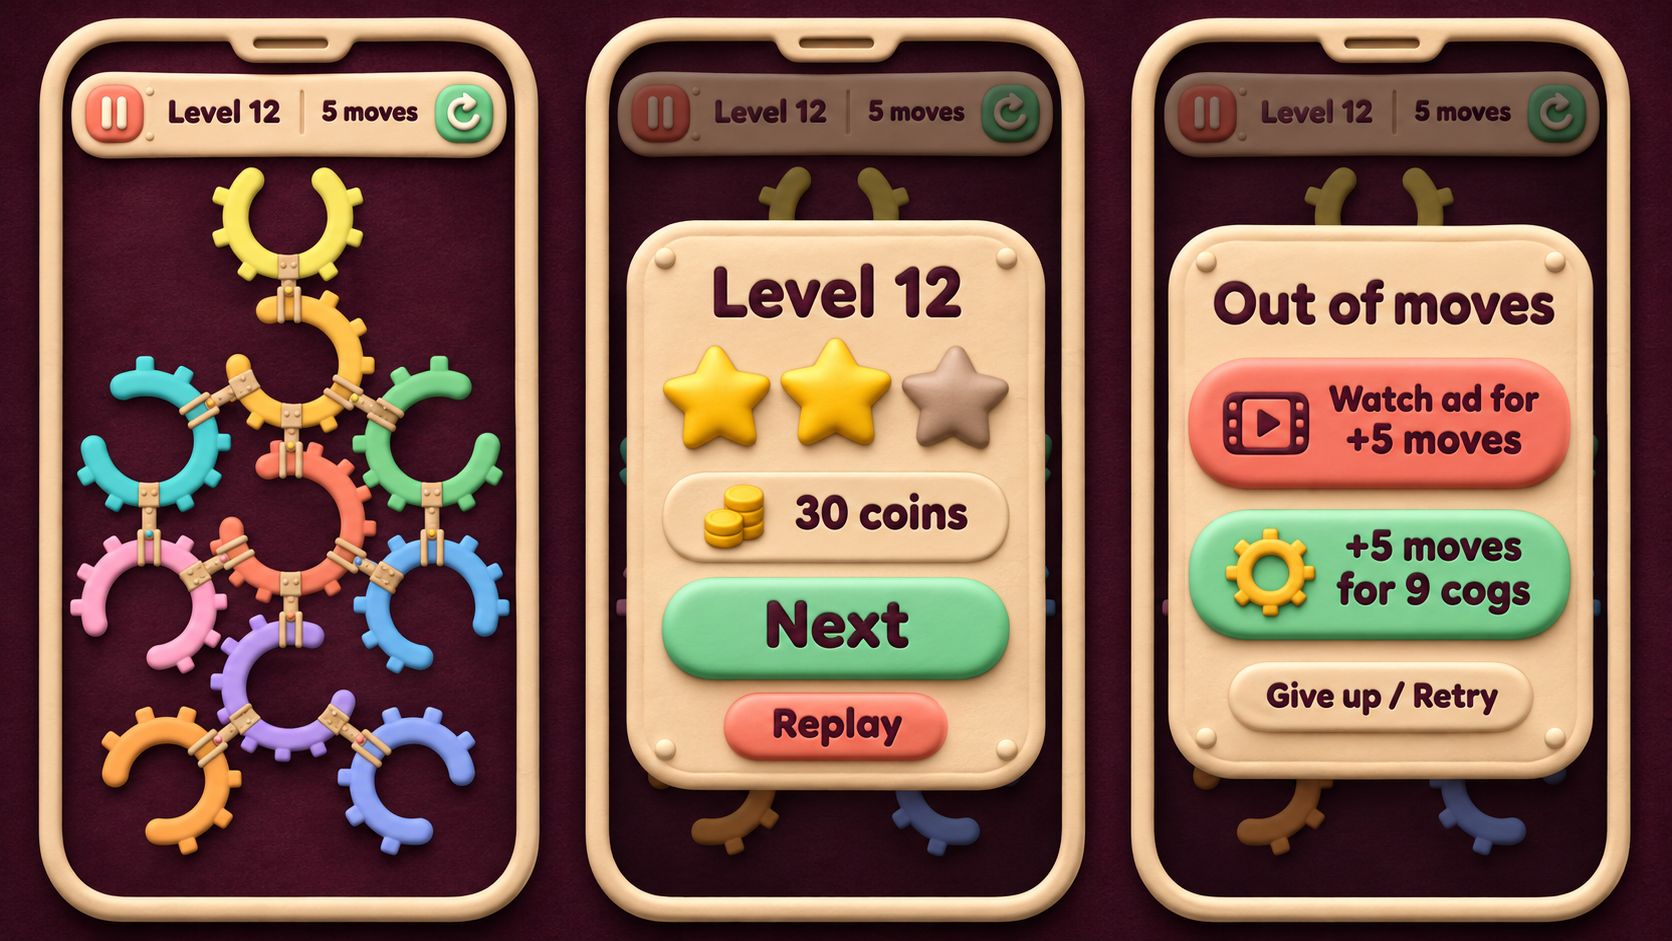 Level 12
5 moves
Level 12
5 moves
Level 12
30 coins
Next
Replay
Level 12
5 moves
Out of moves
Watch ad for
+5 moves
+5 moves
for 9 cogs
Give up / Retry